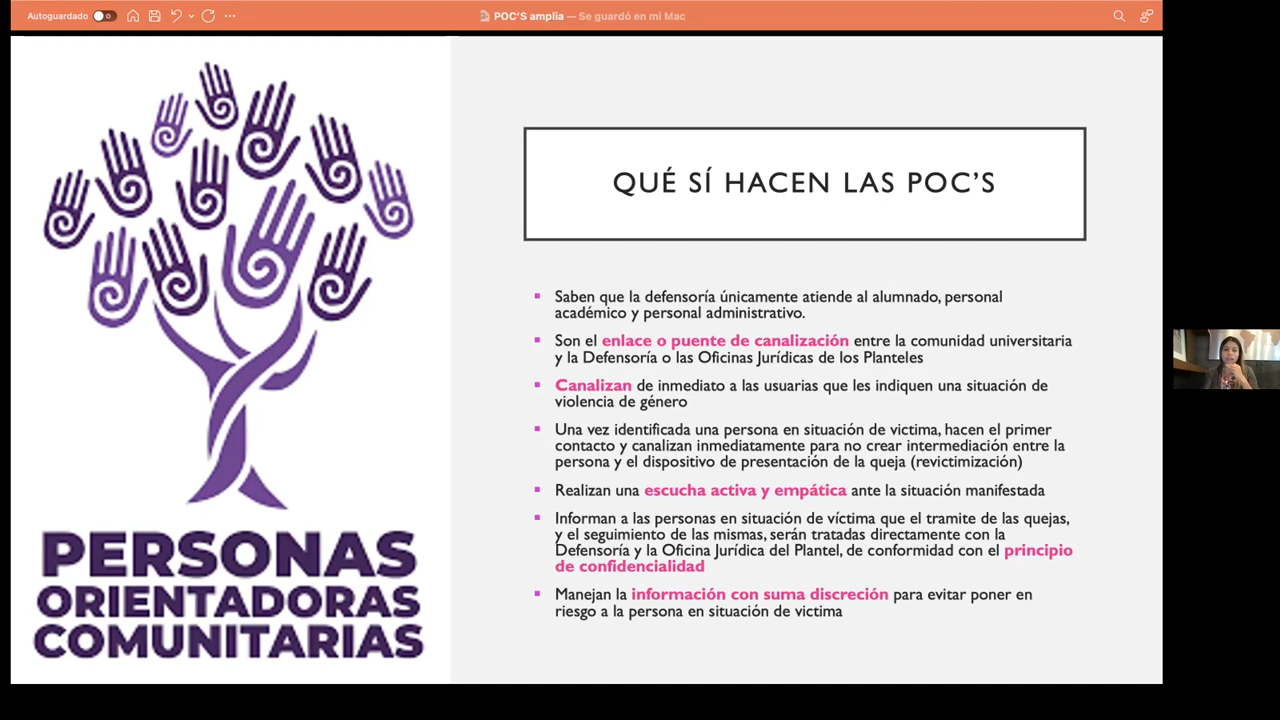 Autoguardado
POC'S amplia — Se guardó en mi Mac
PERSONAS
ORIENTADORAS
COMUNITARIAS
QUÉ SÍ HACEN LAS POC'S
Saben que la defensoría únicamente atiende al alumnado, personal
académico y personal administrativo.
Son el enlace o puente de canalización entre la comunidad universitaria
y la Defensoría o las Oficinas Jurídicas de los Planteles
Canalizan de inmediato a las usuarias que les indiquen una situación de
violencia de género
Una vez identificada una persona en situación de victima, hacen el primer
contacto y canalizan inmediatamente para no crear intermediación entre la
persona y el dispositivo de presentación de la queja (revictimización)
Realizan una escucha activa y empática ante la situación manifestada
Informan a las personas en situación de víctima que el tramite de las quejas,
y el seguimiento de las mismas, serán tratadas directamente con la
Defensoría y la Oficina Jurídica del Plantel, de conformidad con el principio
de confidencialidad
Manejan la información con suma discreción para evitar poner en
riesgo a la persona en situación de victima